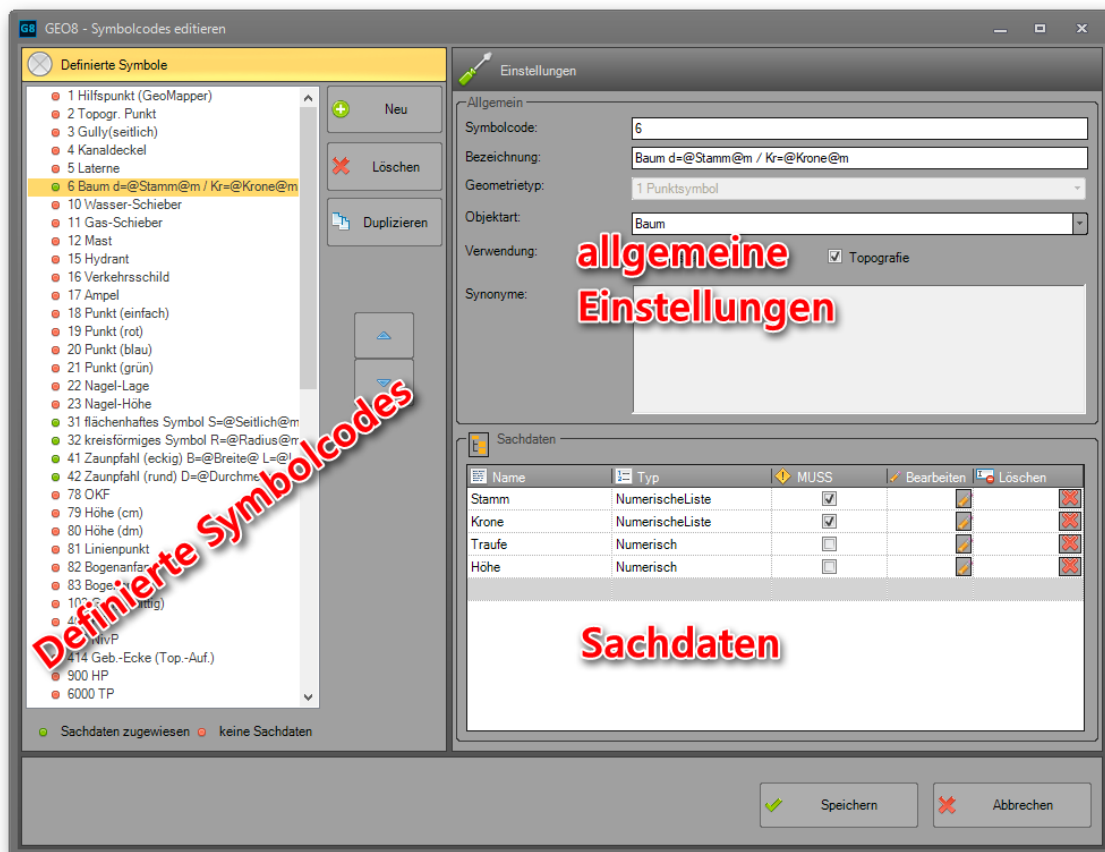 G8 GEO8 - Symbolcodes editieren
Definierte Symbole
1 Hilfspunkt (GeoMapper)
2 Topogr. Punkt
3 Gully(seitlich)
4 Kanaldeckel
5 Laterne
6 Baum d=@Stamm@m / Kr=@Krone@m
10 Wasser-Schieber
11 Gas-Schieber
12 Mast
15 Hydrant
16 Verkehrsschild
17 Ampel
18 Punkt (einfach)
19 Punkt (rot)
20 Punkt (blau)
21 Punkt (grün)
22 Nagel-Lage
23 Nagel-Höhe
31 flächenhaftes Symbol S=@Seitlich@m
32 kreisförmiges Symbol R=@Radius@m
41 Zaunpfahl (eckig) B=@Breite@ L=@L
42 Zaunpfahl (rund) D=@Durchme
78 OKF
79 Höhe (cm)
80 Höhe (dm)
81 Linienpunkt
82 Bogenanfa
83 Boge
NivP
414 Geb.-Ecke (Top.-Auf.)
900 HP
6000 TP
Sachdaten zugewiesen keine Sachdaten
Neu
Löschen
Duplizieren
Definierte Symbolcodes
Einstellungen
Allgemein
Symbolcode: 6
Bezeichnung: Baum d=@Stamm@m / Kr=@Krone@m
Geometrietyp: 1 Punktsymbol
Objektart: Baum
Verwendung: Topografie
Synonyme:
allgemeine
Einstellungen
Sachdaten
Name Typ MUSS Bearbeiten Löschen
Stamm NumerischeListe
Krone NumerischeListe
Traufe Numerisch
Höhe Numerisch
Sachdaten
Speichern Abbrechen